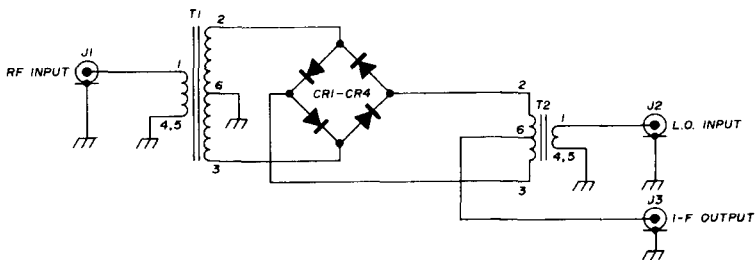 T1
J1
RF INPUT
1
4,5
2
6
3
CR1-CR4
2
6
3
T2
1
4,5
J2
L.O. INPUT
J3
I-F OUTPUT